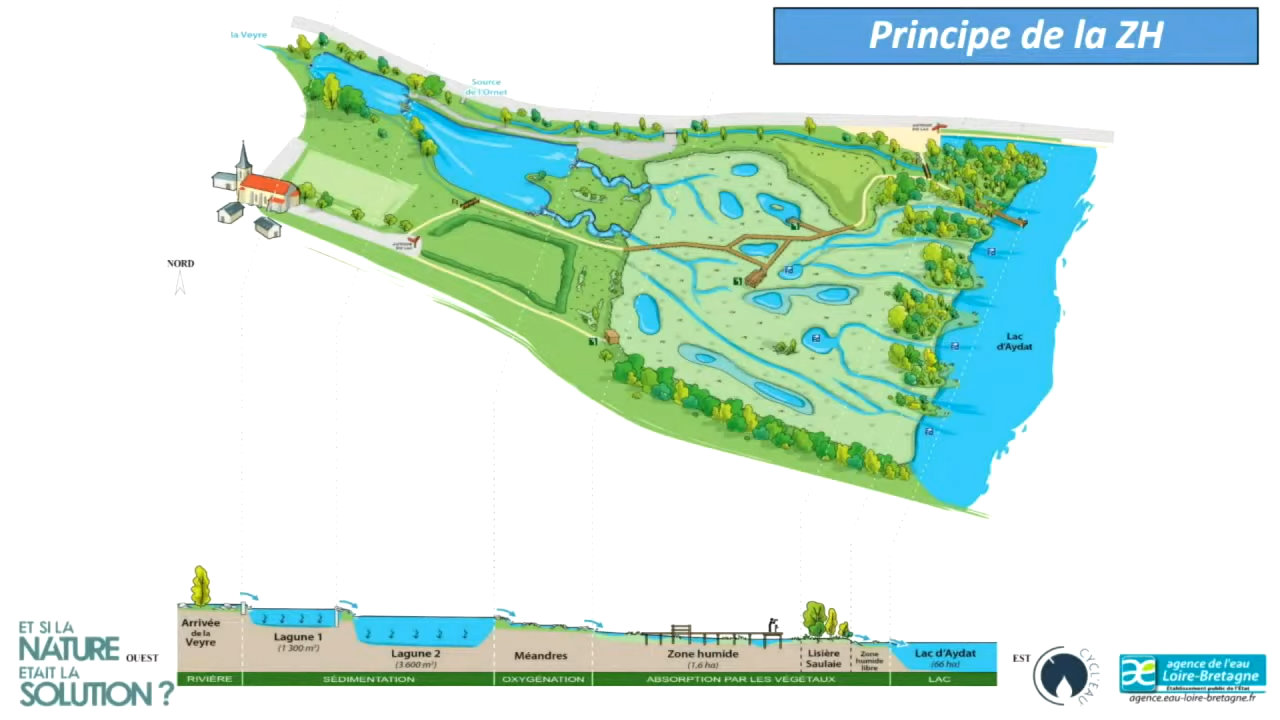 Principe de la ZH
la Veyre
Source
de l'Ornet
NORD
Lac
d'Aydat
ET SI LA
NATURE
ETAIT LA
SOLUTION ?
OUEST
Arrivée
de la
Veyre
Lagune 1
(1 300 m²)
Lagune 2
(3 600 m²)
Méandres
Zone humide
(1,6 ha)
Lisière
Saulaie
Zone
humide
libre
Lac d'Aydat
(66 ha)
RIVIÈRE
SÉDIMENTATION
OXYGÉNATION
ABSORPTION PAR LES VÉGÉTAUX
LAC
EST
CYCL'EAU
agence de l'eau
Loire-Bretagne
Établissement public de l'État
agence.eau-loire-bretagne.fr